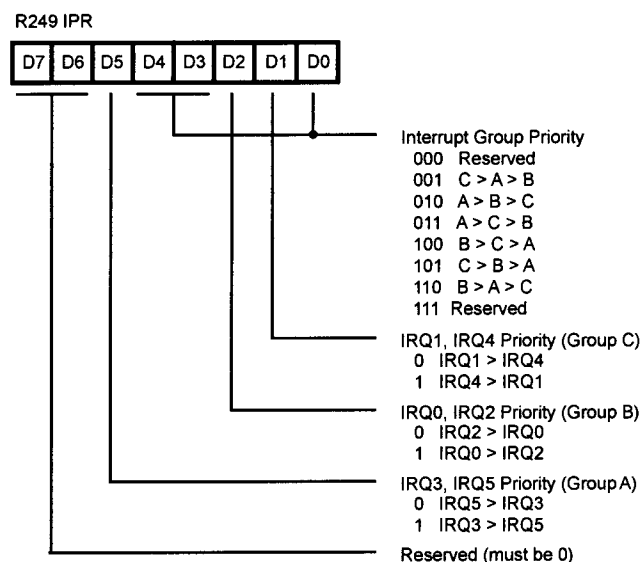 R249 IPR
D7 D6 D5 D4 D3 D2 D1 D0
Interrupt Group Priority
000 Reserved
001 C > A > B
010 A > B > C
011 A > C > B
100 B > C > A
101 C > B > A
110 B > A > C
111 Reserved
IRQ1, IRQ4 Priority (Group C)
0 IRQ1 > IRQ4
1 IRQ4 > IRQ1
IRQ0, IRQ2 Priority (Group B)
0 IRQ2 > IRQ0
1 IRQ0 > IRQ2
IRQ3, IRQ5 Priority (Group A)
0 IRQ5 > IRQ3
1 IRQ3 > IRQ5
Reserved (must be 0)